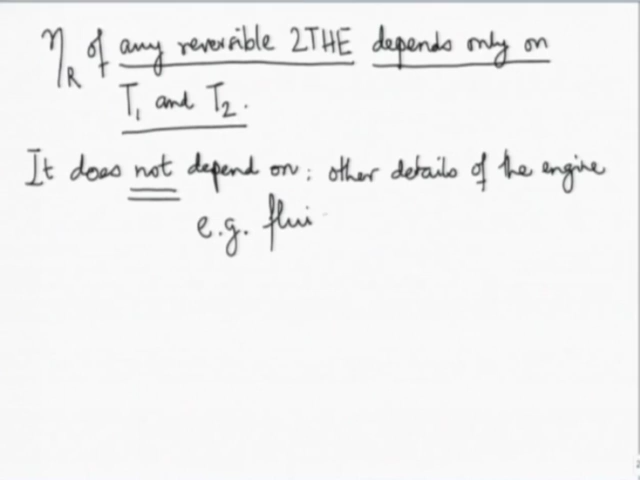 η_R of any reversible 2THE depends only on
T₁ and T₂.
It does not depend on: other details of the engine
e.g. flui